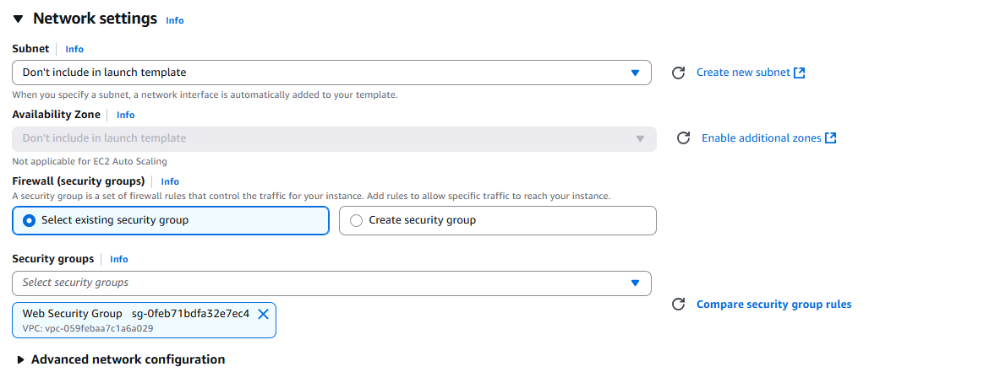 Network settings Info
Subnet Info
Don't include in launch template
Create new subnet
When you specify a subnet, a network interface is automatically added to your template.
Availability Zone Info
Don't include in launch template
Enable additional zones
Not applicable for EC2 Auto Scaling
Firewall (security groups) Info
A security group is a set of firewall rules that control the traffic for your instance. Add rules to allow specific traffic to reach your instance.
Select existing security group
Create security group
Security groups Info
Select security groups
Web Security Group sg-0feb71bdfa32e7ec4
VPC: vpc-059febaa7c1a6a029
Compare security group rules
Advanced network configuration